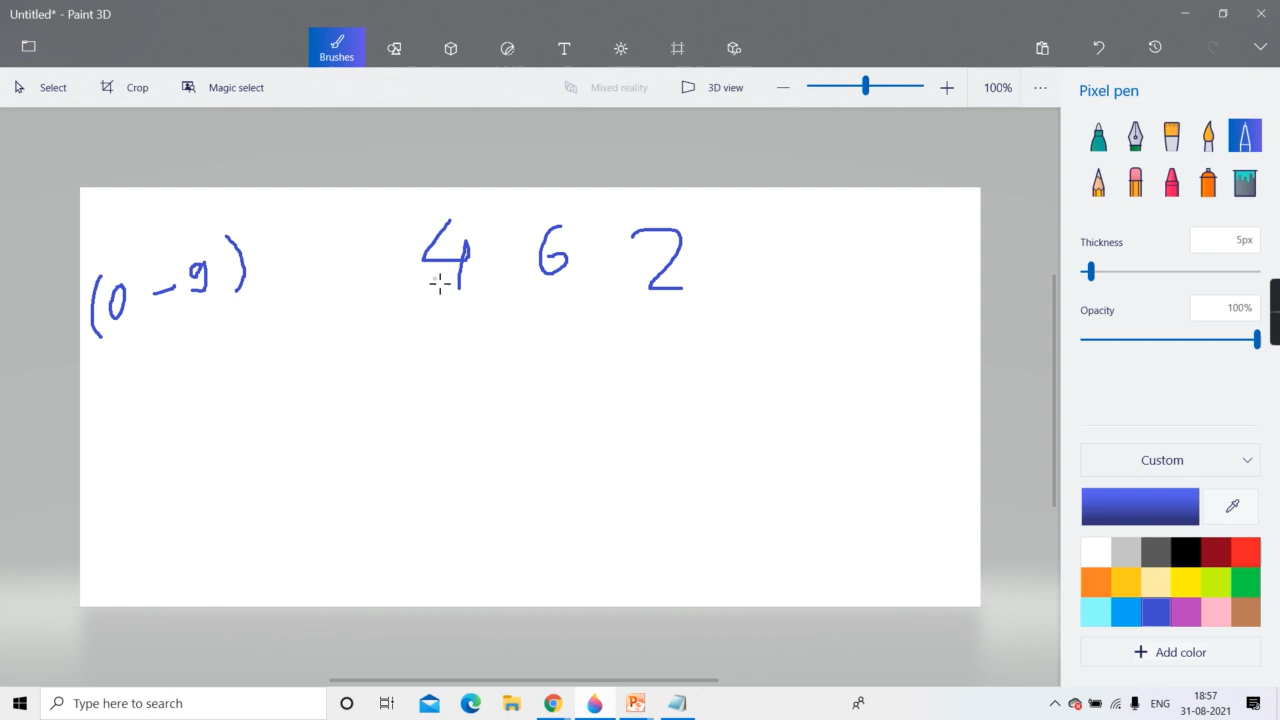 Untitled* - Paint 3D
Brushes
Select Crop Magic select Mixed reality 3D view 100%
Pixel pen
Thickness 5px
Opacity 100%
Custom
Add color
(0 - 9) 4 6 2
Type here to search
ENG 18:57
31-08-2021